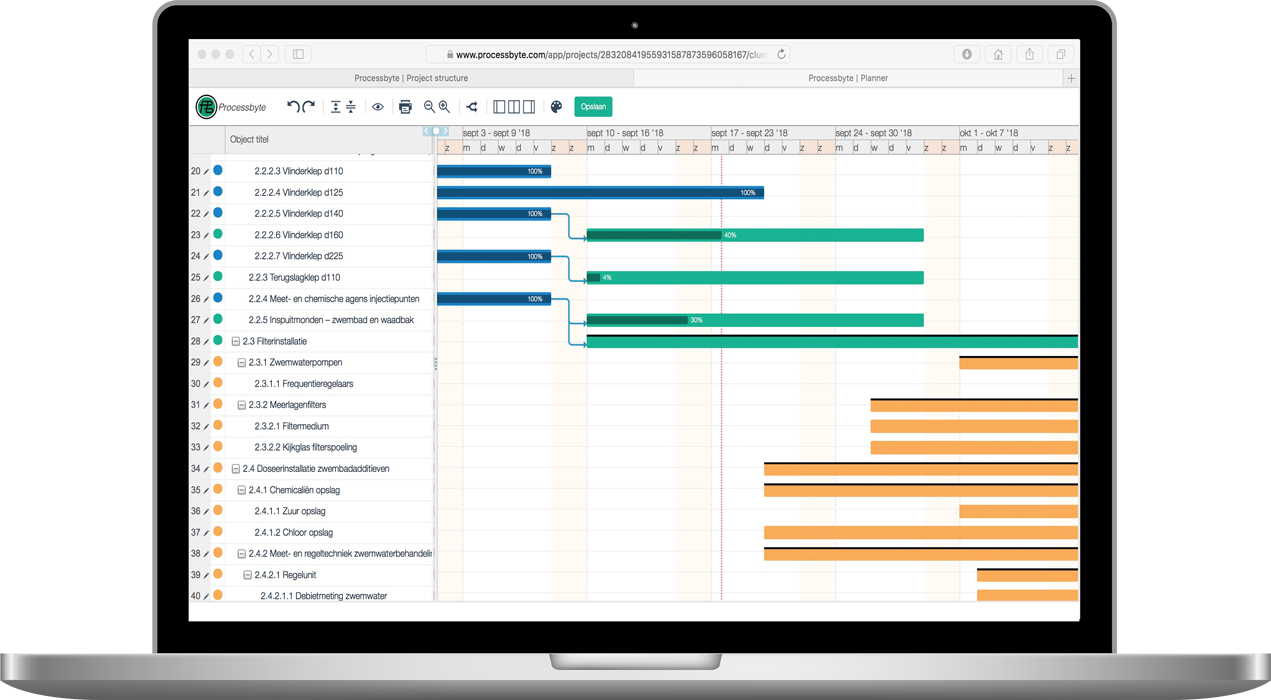 www.processbyte.com/app/projects/28320841955931587873596058167/clus
Processbyte | Project structure
Processbyte | Planner
Processbyte
Opslaan
Object titel
sept 3 - sept 9 '18
sept 10 - sept 16 '18
sept 17 - sept 23 '18
sept 24 - sept 30 '18
okt 1 - okt 7 '18
z m d w d v z z m d w d v z z m d w d v z z m d w d v z z m d w d v z z
20 2.2.2.3 Vlinderklep d110 100%
21 2.2.2.4 Vlinderklep d125 100%
22 2.2.2.5 Vlinderklep d140 100%
23 2.2.2.6 Vlinderklep d160 40%
24 2.2.2.7 Vlinderklep d225 100%
25 2.2.3 Terugslagklep d110 4%
26 2.2.4 Meet- en chemische agens injectiepunten 100%
27 2.2.5 Inspuitmonden – zwembad en waadbak 30%
28 2.3 Filterinstallatie
29 2.3.1 Zwemwaterpompen
30 2.3.1.1 Frequentieregelaars
31 2.3.2 Meerlagenfilters
32 2.3.2.1 Filtermedium
33 2.3.2.2 Kijkglas filterspoeling
34 2.4 Doseerinstallatie zwembadadditieven
35 2.4.1 Chemicaliën opslag
36 2.4.1.1 Zuur opslag
37 2.4.1.2 Chloor opslag
38 2.4.2 Meet- en regeltechniek zwemwaterbehandelin
39 2.4.2.1 Regelunit
40 2.4.2.1.1 Debietmeting zwemwater